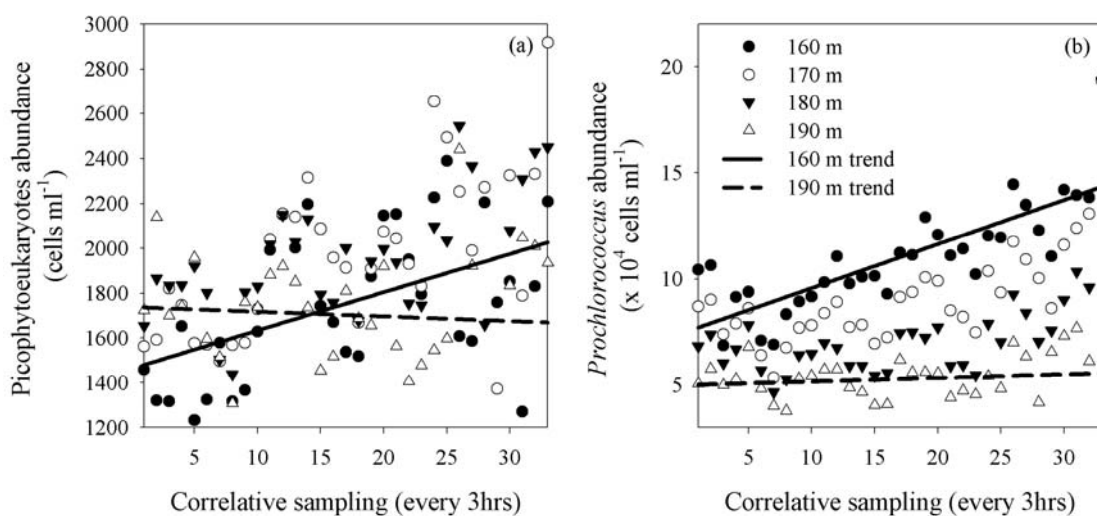 3000
2800
2600
2400
2200
2000
1800
1600
1400
1200
Picophytoeukaryotes abundance
(cells ml⁻¹)
(a)
5 10 15 20 25 30
Correlative sampling (every 3hrs)
20
15
10
5
Prochlorococcus abundance
(x 10⁴ cells ml⁻¹)
(b)
160 m
170 m
180 m
190 m
160 m trend
190 m trend
5 10 15 20 25 30
Correlative sampling (every 3hrs)